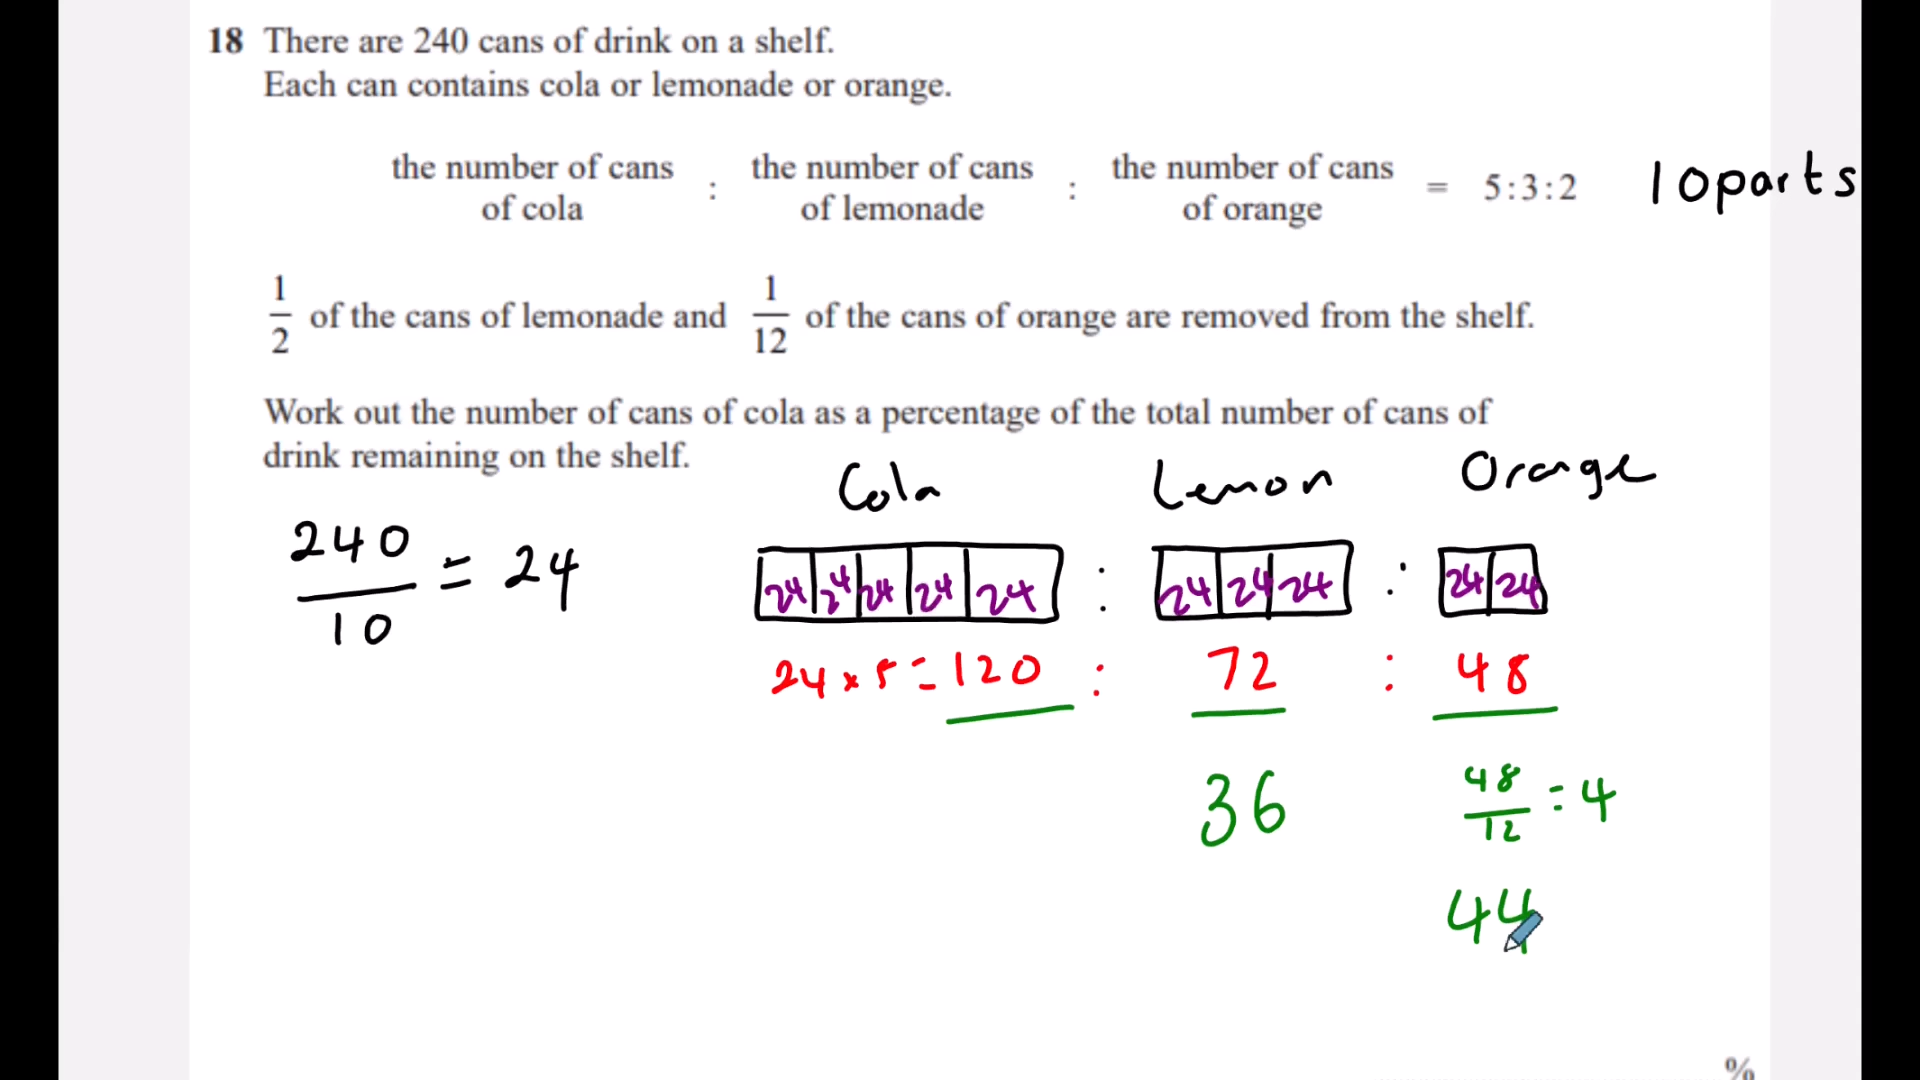 18 There are 240 cans of drink on a shelf.
Each can contains cola or lemonade or orange.
the number of cans of cola : the number of cans of lemonade : the number of cans of orange = 5:3:2 10parts
1/2 of the cans of lemonade and 1/12 of the cans of orange are removed from the shelf.
Work out the number of cans of cola as a percentage of the total number of cans of
drink remaining on the shelf.
Cola Lemon Orange
240/10 = 24
24 24 24 24 24 : 24 24 24 : 24 24
24 × 5 = 120 : 72 : 48
36 48/12 = 4
44
%